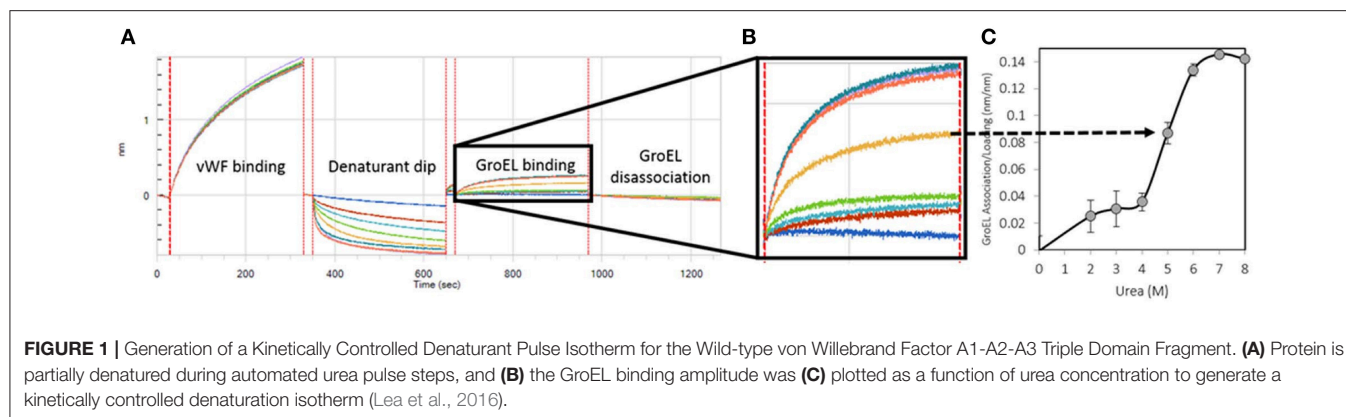 A
B
C
nm
1
0
vWF binding
Denaturant dip
GroEL binding
GroEL
disassociation
0
200
400
600
800
1000
1200
Time (sec)
GroEL Association/Loading (nm/nm)
0.14
0.12
0.1
0.08
0.06
0.04
0.02
0
0
1
2
3
4
5
6
7
8
Urea (M)
FIGURE 1 | Generation of a Kinetically Controlled Denaturant Pulse Isotherm for the Wild-type von Willebrand Factor A1-A2-A3 Triple Domain Fragment. (A) Protein is
partially denatured during automated urea pulse steps, and (B) the GroEL binding amplitude was (C) plotted as a function of urea concentration to generate a
kinetically controlled denaturation isotherm (Lea et al., 2016).